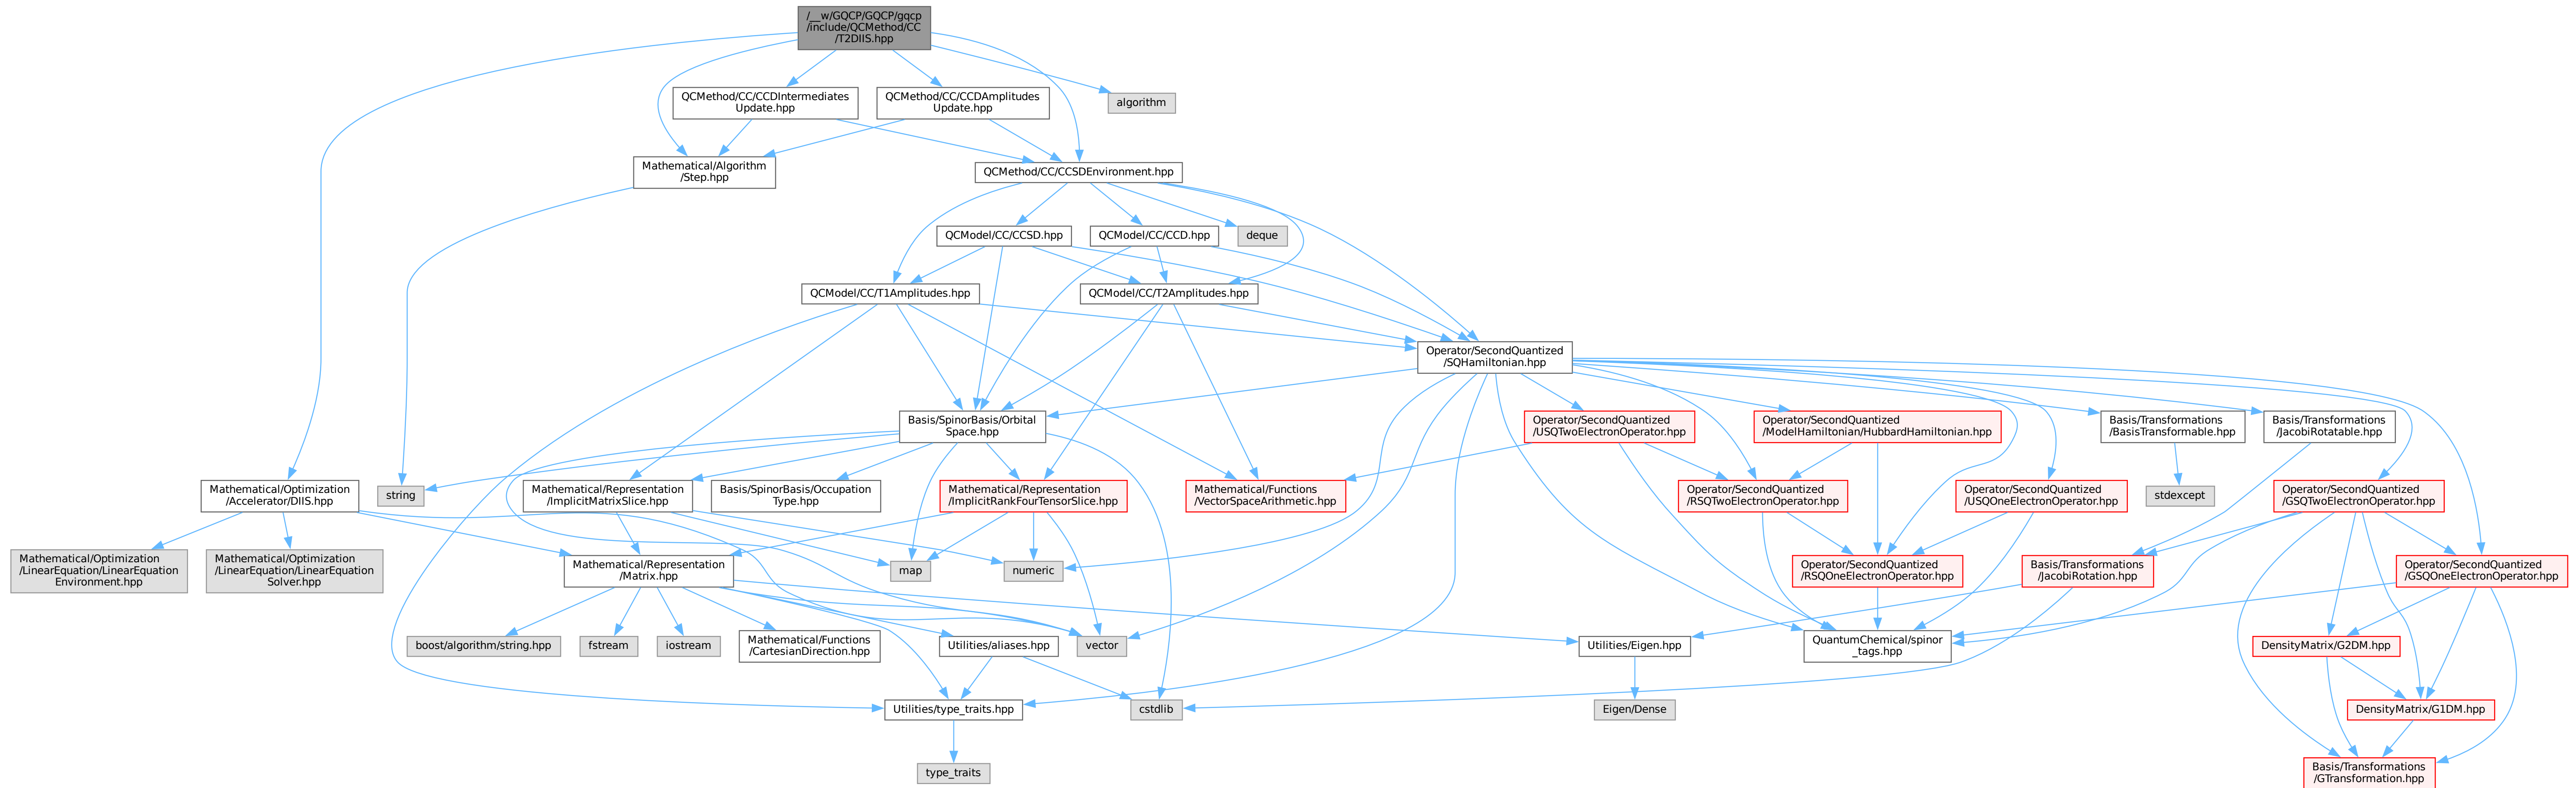 /__w/GQCP/GQCP/gqcp
/include/QCMethod/CC
/T2DIIS.hpp
QCMethod/CC/CCDIntermediates
Update.hpp
QCMethod/CC/CCDAmplitudes
Update.hpp
algorithm
Mathematical/Algorithm
/Step.hpp
QCMethod/CC/CCSDEnvironment.hpp
QCModel/CC/CCSD.hpp
QCModel/CC/CCD.hpp
deque
QCModel/CC/T1Amplitudes.hpp
QCModel/CC/T2Amplitudes.hpp
Operator/SecondQuantized
/SQHamiltonian.hpp
Basis/SpinorBasis/Orbital
Space.hpp
Operator/SecondQuantized
/USQTwoElectronOperator.hpp
Operator/SecondQuantized
/ModelHamiltonian/HubbardHamiltonian.hpp
Basis/Transformations
/BasisTransformable.hpp
Basis/Transformations
/JacobiRotatable.hpp
Mathematical/Optimization
/Accelerator/DIIS.hpp
string
Mathematical/Representation
/ImplicitMatrixSlice.hpp
Basis/SpinorBasis/Occupation
Type.hpp
Mathematical/Representation
/ImplicitRankFourTensorSlice.hpp
Mathematical/Functions
/VectorSpaceArithmetic.hpp
Operator/SecondQuantized
/RSQTwoElectronOperator.hpp
Operator/SecondQuantized
/USQOneElectronOperator.hpp
stdexcept
Operator/SecondQuantized
/GSQTwoElectronOperator.hpp
Mathematical/Optimization
/LinearEquation/LinearEquation
Environment.hpp
Mathematical/Optimization
/LinearEquation/LinearEquation
Solver.hpp
Mathematical/Representation
/Matrix.hpp
map
numeric
Operator/SecondQuantized
/RSQOneElectronOperator.hpp
Basis/Transformations
/JacobiRotation.hpp
Operator/SecondQuantized
/GSQOneElectronOperator.hpp
boost/algorithm/string.hpp
fstream
iostream
Mathematical/Functions
/CartesianDirection.hpp
Utilities/aliases.hpp
vector
Utilities/Eigen.hpp
QuantumChemical/spinor
_tags.hpp
DensityMatrix/G2DM.hpp
Utilities/type_traits.hpp
cstdlib
Eigen/Dense
DensityMatrix/G1DM.hpp
type_traits
Basis/Transformations
/GTransformation.hpp